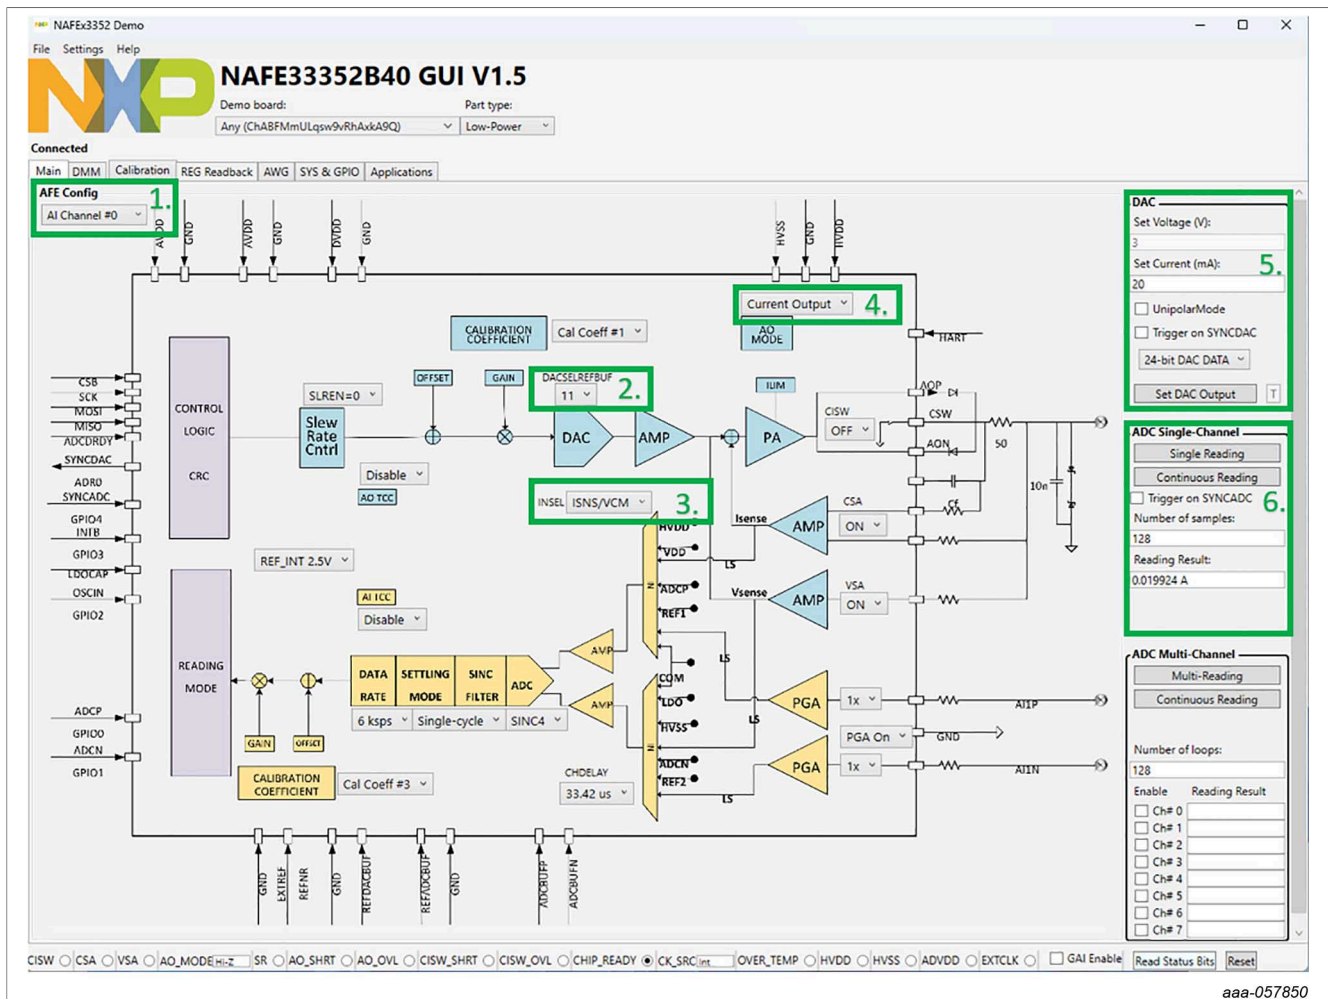 NAFEx3352 Demo
File Settings Help
NXP
NAFE33352B40 GUI V1.5
Demo board: Part type:
Any (ChABFMmULqsw9vRhAxkA9Q) Low-Power
Connected
Main DMM Calibration REG Readback AWG SYS & GPIO Applications
AFE Config
1.
AI Channel #0
AVDD
GND
AVDD
GND
DVDD
GND
HVSS
GND
HVDD
Current Output
4.
AO
MODE
HART
CALIBRATION
COEFFICIENT
Cal Coeff #1
OFFSET
GAIN
DACSELREFBUF
11
2.
ILIM
SLREN=0
Slew
Rate
Cntrl
DAC
AMP
PA
CISW
OFF
AOP
CSW
AON
50
10n
Cf
CONTROL
LOGIC
CRC
CSB
SCK
MOSI
MISO
ADCDRDY
SYNCDAC
ADR0
SYNCADC
GPIO4
INTB
GPIO3
LDOCAP
OSCIN
GPIO2
Disable
AO TCC
INSEL ISNS/VCM
3.
Isense
AMP
CSA
ON
Vsense
AMP
VSA
ON
HVDD
VDD
LS
ADCP
REF1
IN
REF_INT 2.5V
AI TCC
Disable
READING
MODE
DATA
RATE
SETTLING
MODE
SINC
FILTER
ADC
AMP
AMP
6 ksps Single-cycle SINC4
LS
COM
LDO
HVSS
ADCN
REF2
IN
LS
LS
PGA
1x
AI1P
PGA On
GND
PGA
1x
AI1N
ADCP
GPIO0
ADCN
GPIO1
GAIN
OFFSET
CALIBRATION
COEFFICIENT
Cal Coeff #3
CHDELAY
33.42 us
GND
EXTREF
REFNR
GND
REFDACBUF
REFADCBUF
GND
ADCBUFP
ADCBUFN
DAC
Set Voltage (V):
3
Set Current (mA):
5.
20
UnipolarMode
Trigger on SYNCDAC
24-bit DAC DATA
Set DAC Output T
ADC Single-Channel
Single Reading
Continuous Reading
Trigger on SYNCADC
6.
Number of samples:
128
Reading Result:
0.019924 A
ADC Multi-Channel
Multi-Reading
Continuous Reading
Number of loops:
128
Enable Reading Result
Ch# 0
Ch# 1
Ch# 2
Ch# 3
Ch# 4
Ch# 5
Ch# 6
Ch# 7
CISW CSA VSA AO_MODE Hi-Z SR AO_SHRT AO_OVL CISW_SHRT CISW_OVL CHIP_READY CK_SRC Int OVER_TEMP HVDD HVSS ADVDD EXTCLK GAI Enable Read Status Bits Reset
aaa-057850